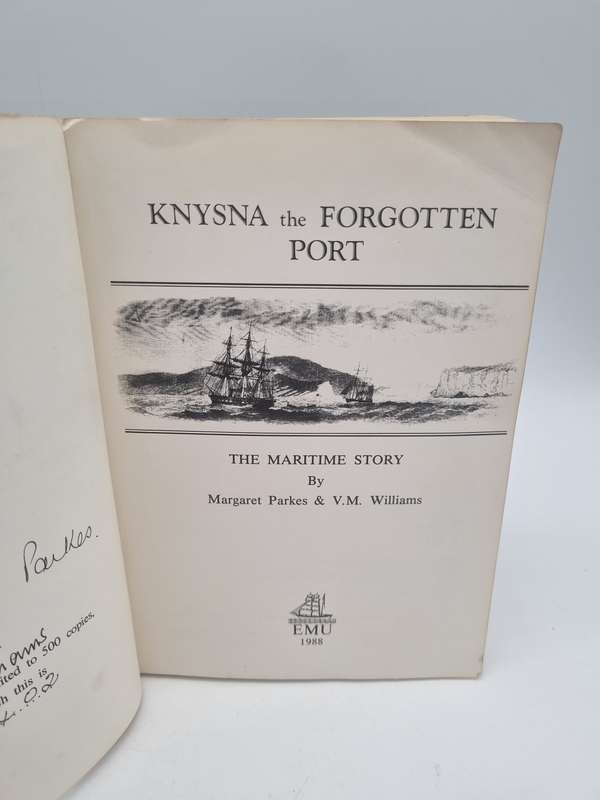 Parkes.
iams
ited to 500 copies,
h this is
KNYSNA the FORGOTTEN
PORT
THE MARITIME STORY
By
Margaret Parkes & V.M. Williams
EMU
1988